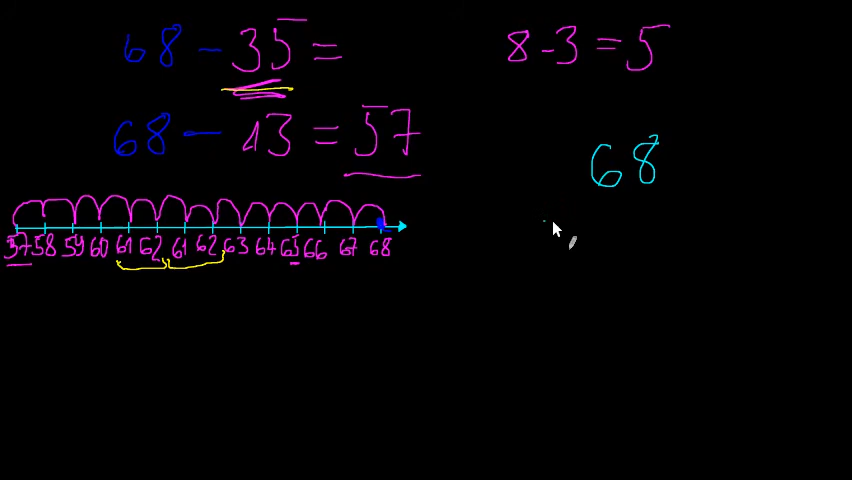 68 - 35 =
8 - 3 = 5
68 - 13 = 57
68
57 58 59 60 61 62 61 62 63 64 65 66 67 68